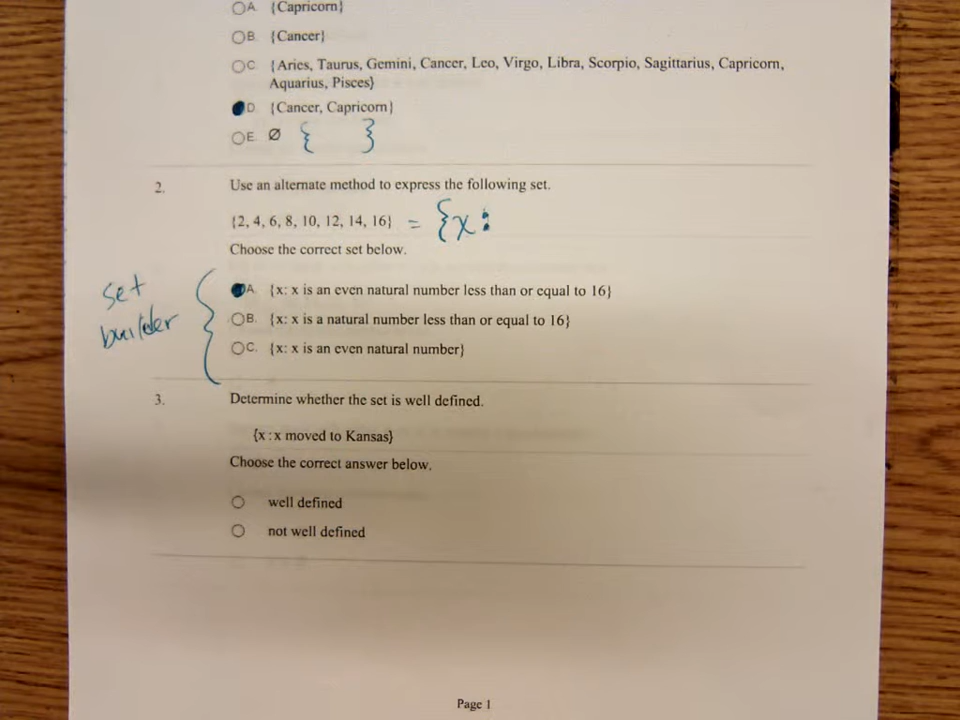 A. {Capricorn}
B. {Cancer}
C. {Aries, Taurus, Gemini, Cancer, Leo, Virgo, Libra, Scorpio, Sagittarius, Capricorn,
Aquarius, Pisces}
D. {Cancer, Capricorn}
E. Ø { }
2. Use an alternate method to express the following set.
{2, 4, 6, 8, 10, 12, 14, 16} = {x:
Choose the correct set below.
set
builder
A. {x: x is an even natural number less than or equal to 16}
B. {x: x is a natural number less than or equal to 16}
C. {x: x is an even natural number}
3. Determine whether the set is well defined.
{x : x moved to Kansas}
Choose the correct answer below.
well defined
not well defined
Page 1